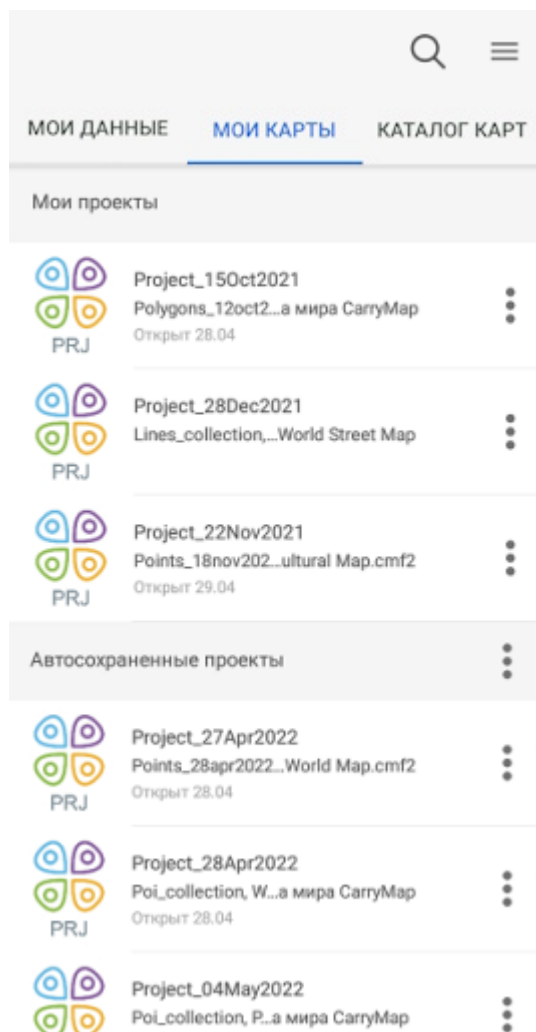 МОИ ДАННЫЕ МОИ КАРТЫ КАТАЛОГ КАРТ
Мои проекты
Project_15Oct2021
Polygons_12oct2...а мира CarryMap
Открыт 28.04
PRJ
Project_28Dec2021
Lines_collection,...World Street Map
PRJ
Project_22Nov2021
Points_18nov202...ultural Map.cmf2
Открыт 29.04
PRJ
Автосохраненные проекты
Project_27Apr2022
Points_28apr2022...World Map.cmf2
Открыт 28.04
PRJ
Project_28Apr2022
Poi_collection, W...а мира CarryMap
Открыт 28.04
PRJ
Project_04May2022
Poi_collection, P...а мира CarryMap